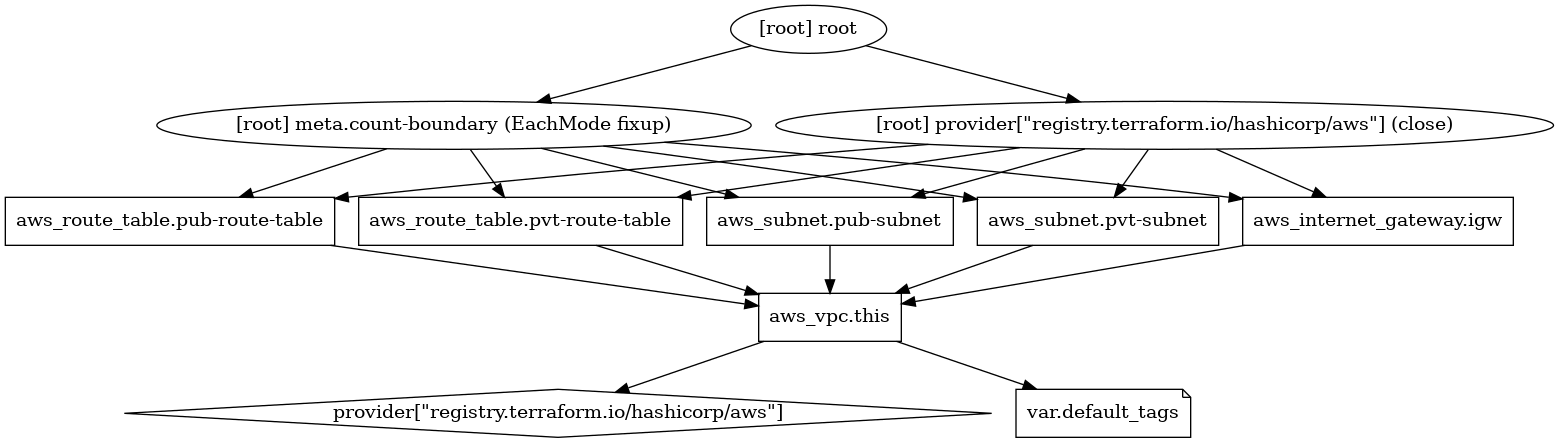 [root] root
[root] meta.count-boundary (EachMode fixup)
[root] provider["registry.terraform.io/hashicorp/aws\"] (close)
aws_route_table.pub-route-table
aws_route_table.pvt-route-table
aws_subnet.pub-subnet
aws_subnet.pvt-subnet
aws_internet_gateway.igw
aws_vpc.this
provider["registry.terraform.io/hashicorp/aws"]
var.default_tags